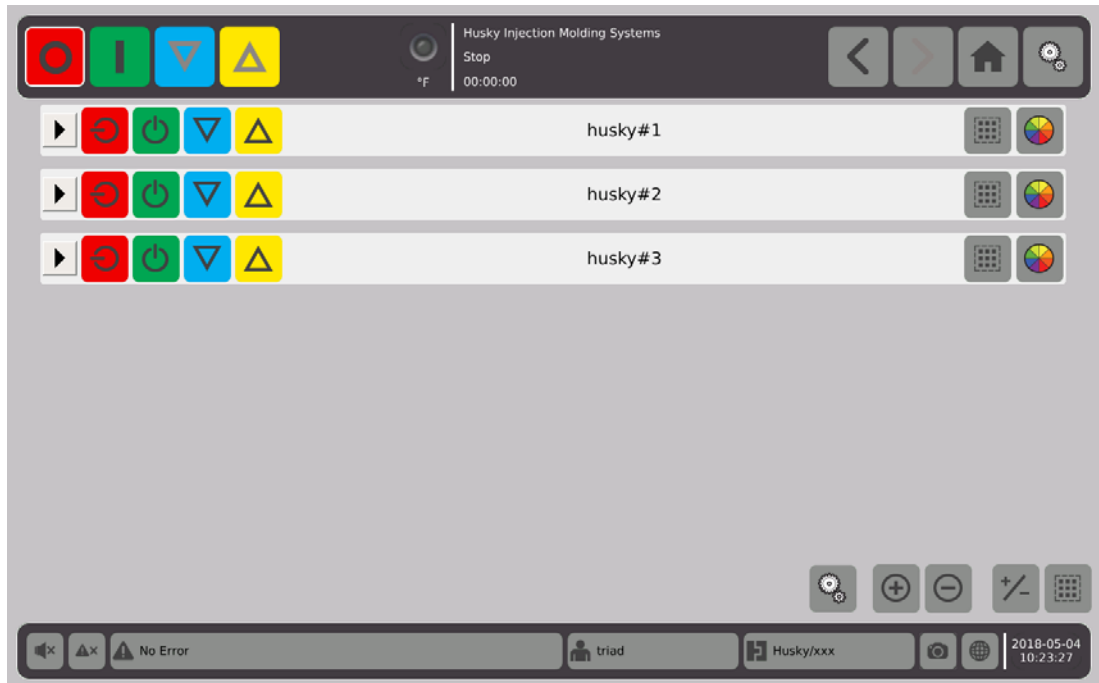 Husky Injection Molding Systems
Stop
°F
00:00:00
husky#1
husky#2
husky#3
+/-
No Error
triad
Husky/xxx
2018-05-04
10:23:27